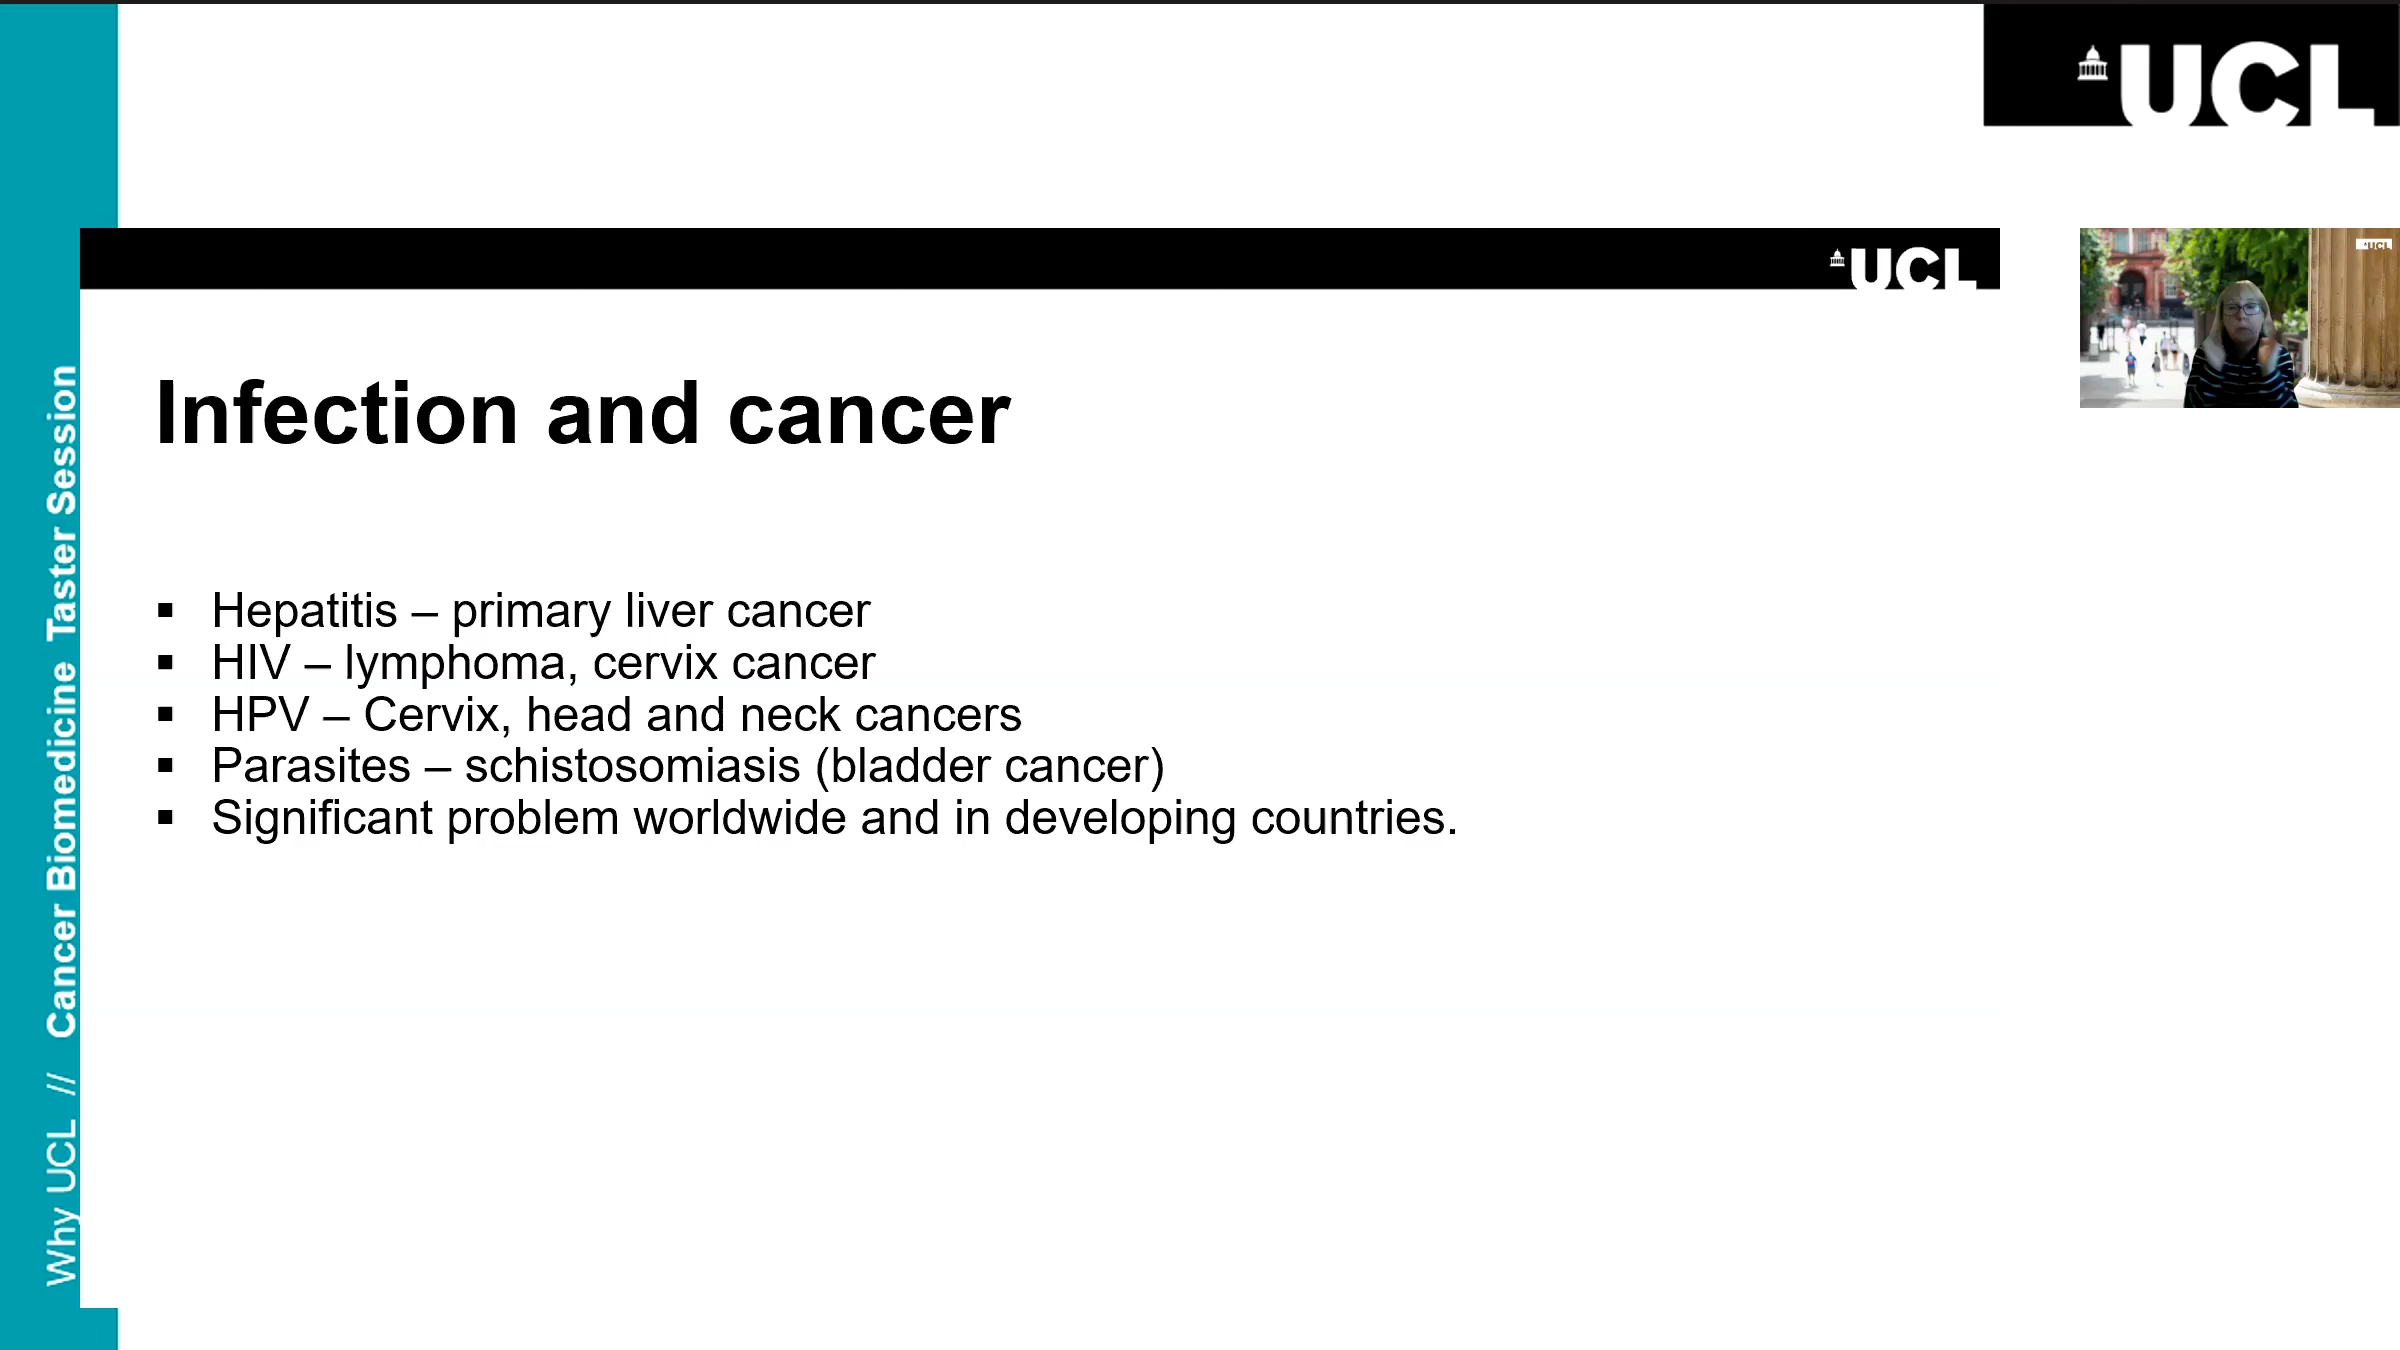 UCL
UCL
UCL
Infection and cancer
▪ Hepatitis – primary liver cancer
▪ HIV – lymphoma, cervix cancer
▪ HPV – Cervix, head and neck cancers
▪ Parasites – schistosomiasis (bladder cancer)
▪ Significant problem worldwide and in developing countries.
Why UCL // Cancer Biomedicine Taster Session